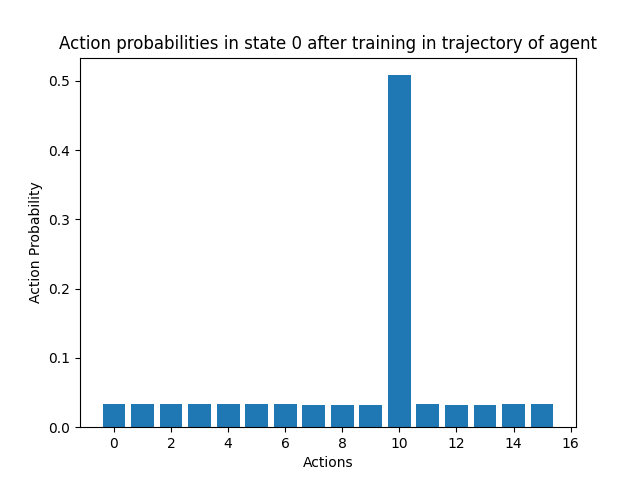 Action probabilities in state 0 after training in trajectory of agent
0.5
0.4
0.3
0.2
0.1
0.0
Action Probability
0 2 4 6 8 10 12 14 16
Actions